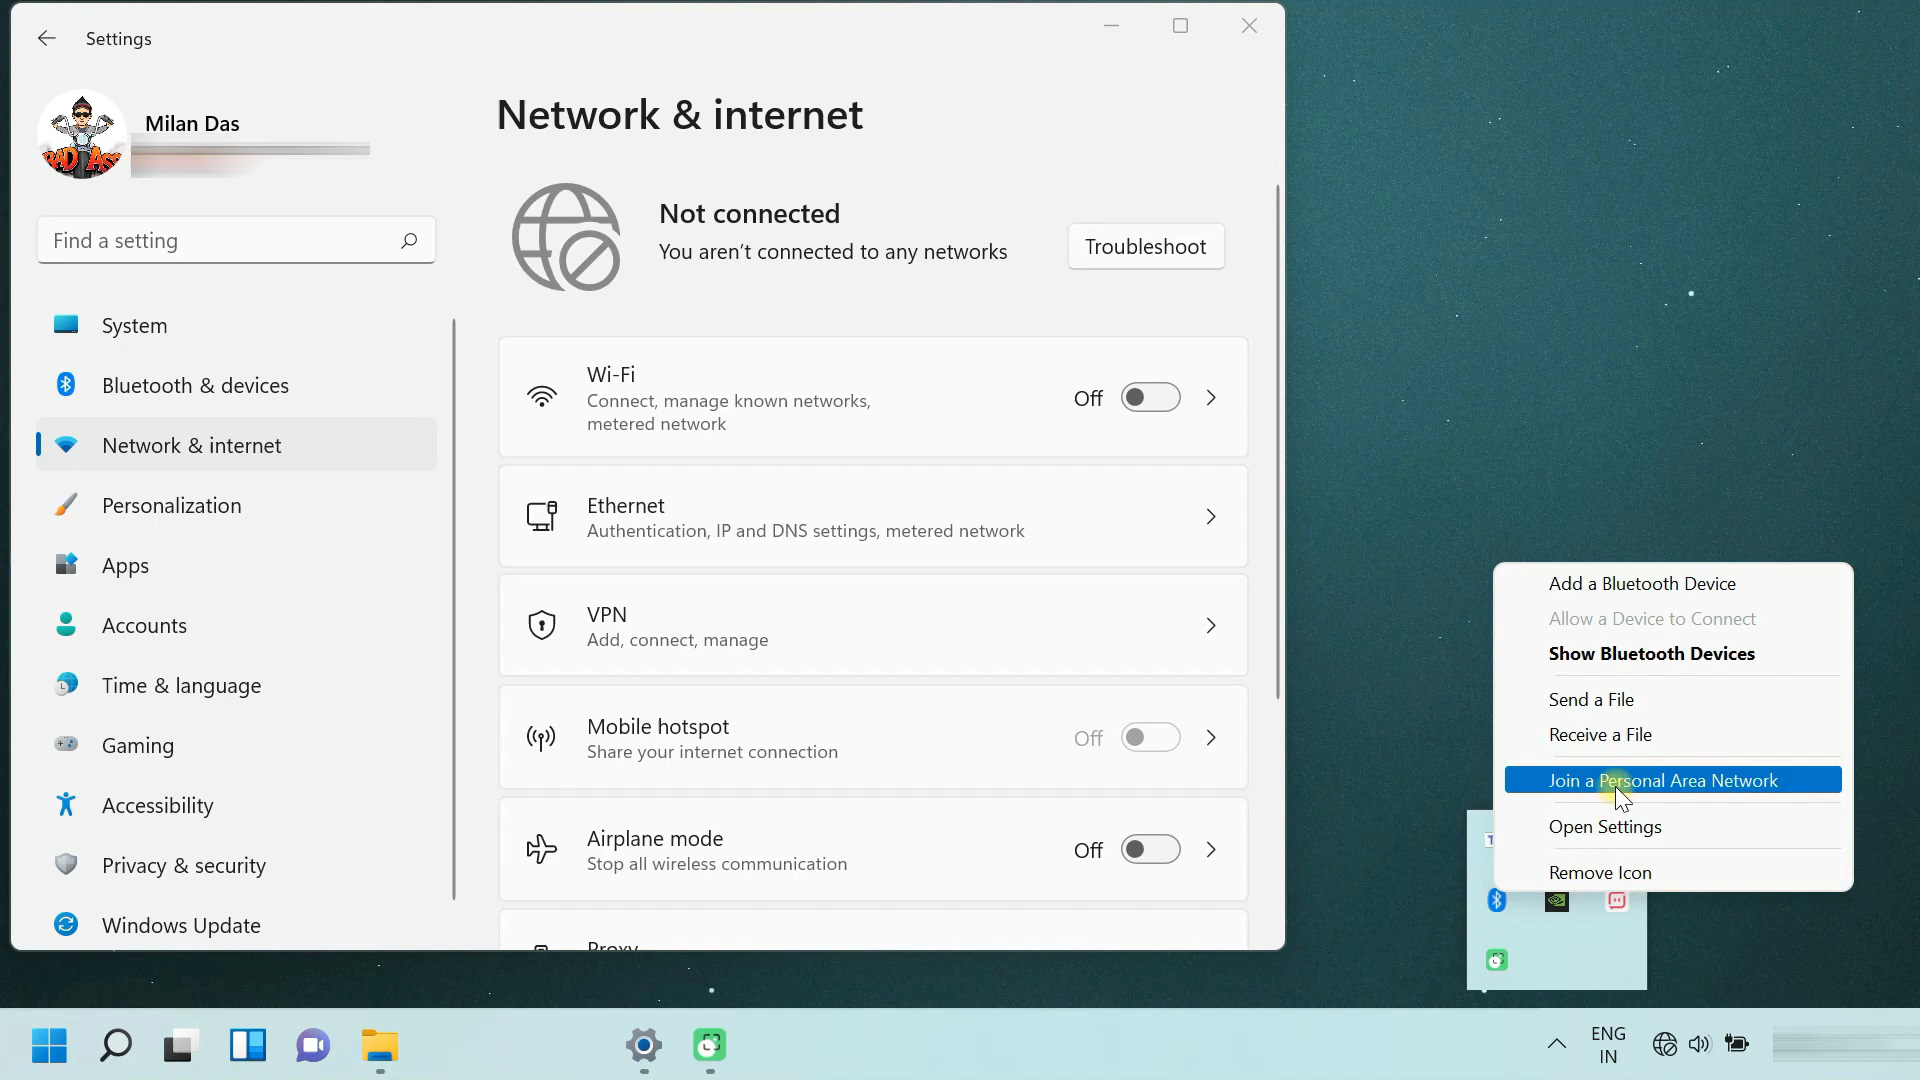 Settings
Milan Das
BAD ASS
Find a setting
System
Bluetooth & devices
Network & internet
Personalization
Apps
Accounts
Time & language
Gaming
Accessibility
Privacy & security
Windows Update
Network & internet
Not connected
You aren’t connected to any networks
Troubleshoot
Wi-Fi
Connect, manage known networks,
metered network
Off
Ethernet
Authentication, IP and DNS settings, metered network
VPN
Add, connect, manage
Mobile hotspot
Share your internet connection
Off
Airplane mode
Stop all wireless communication
Off
Proxy
Add a Bluetooth Device
Allow a Device to Connect
Show Bluetooth Devices
Send a File
Receive a File
Join a Personal Area Network
Open Settings
Remove Icon
ENG
IN